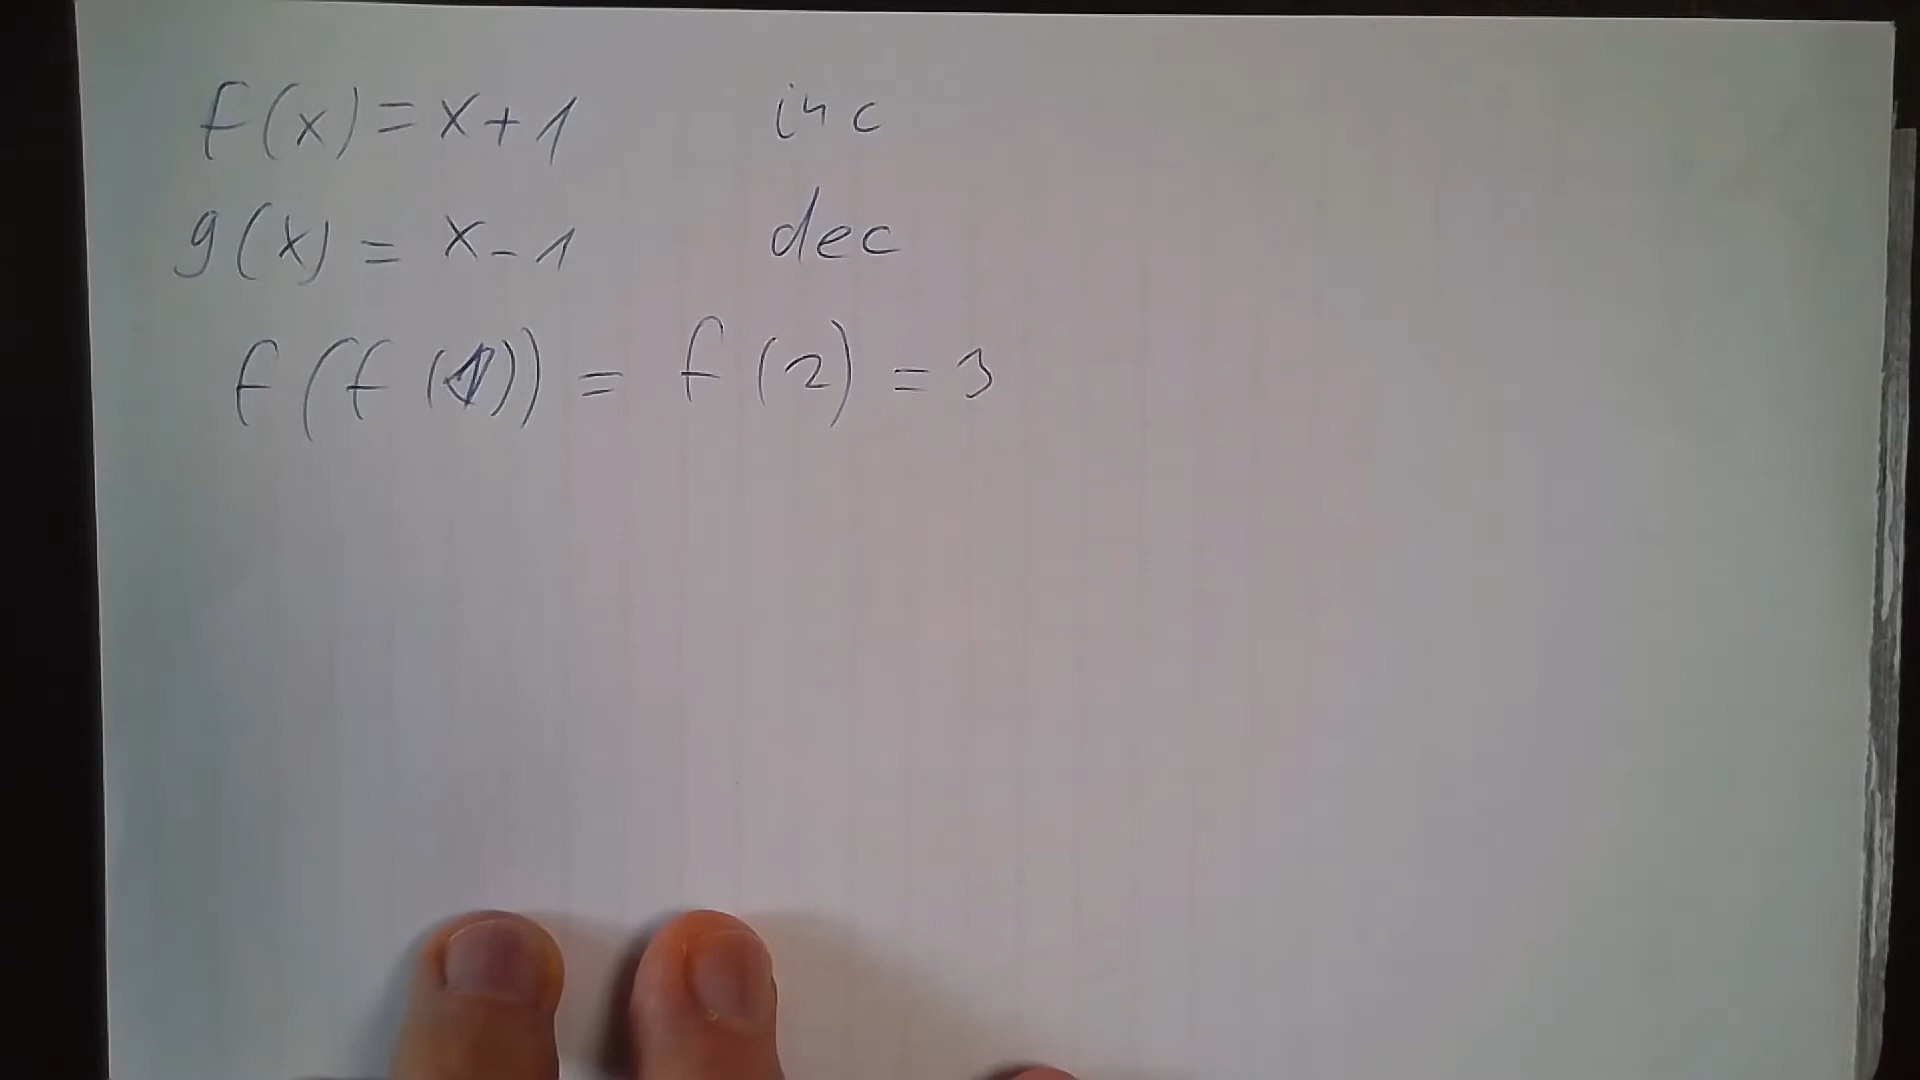 f(x) = x + 1 inc
g(x) = x - 1 dec
f(f(1)) = f(2) = 3